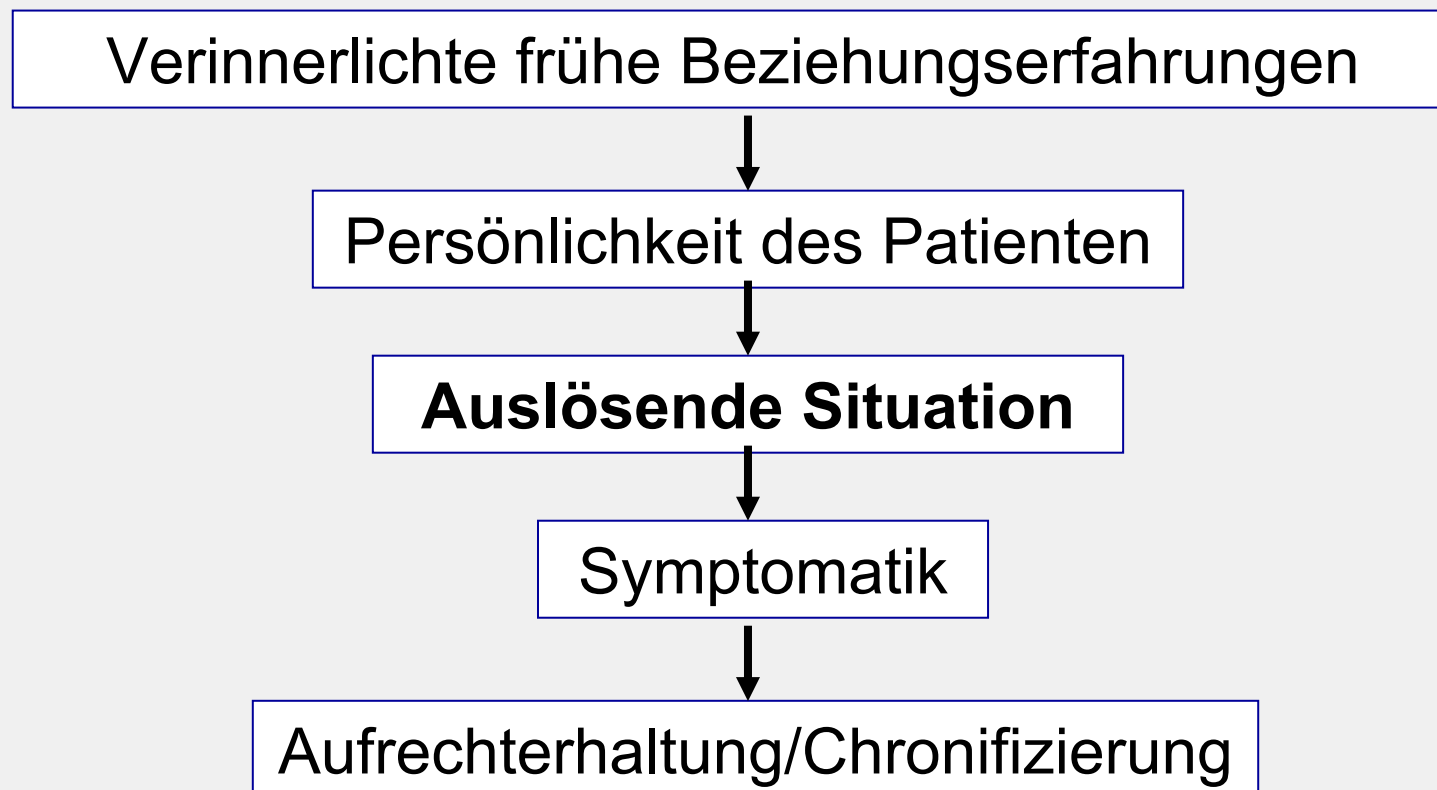 Verinnerlichte frühe Beziehungserfahrungen
Persönlichkeit des Patienten
Auslösende Situation
Symptomatik
Aufrechterhaltung/Chronifizierung